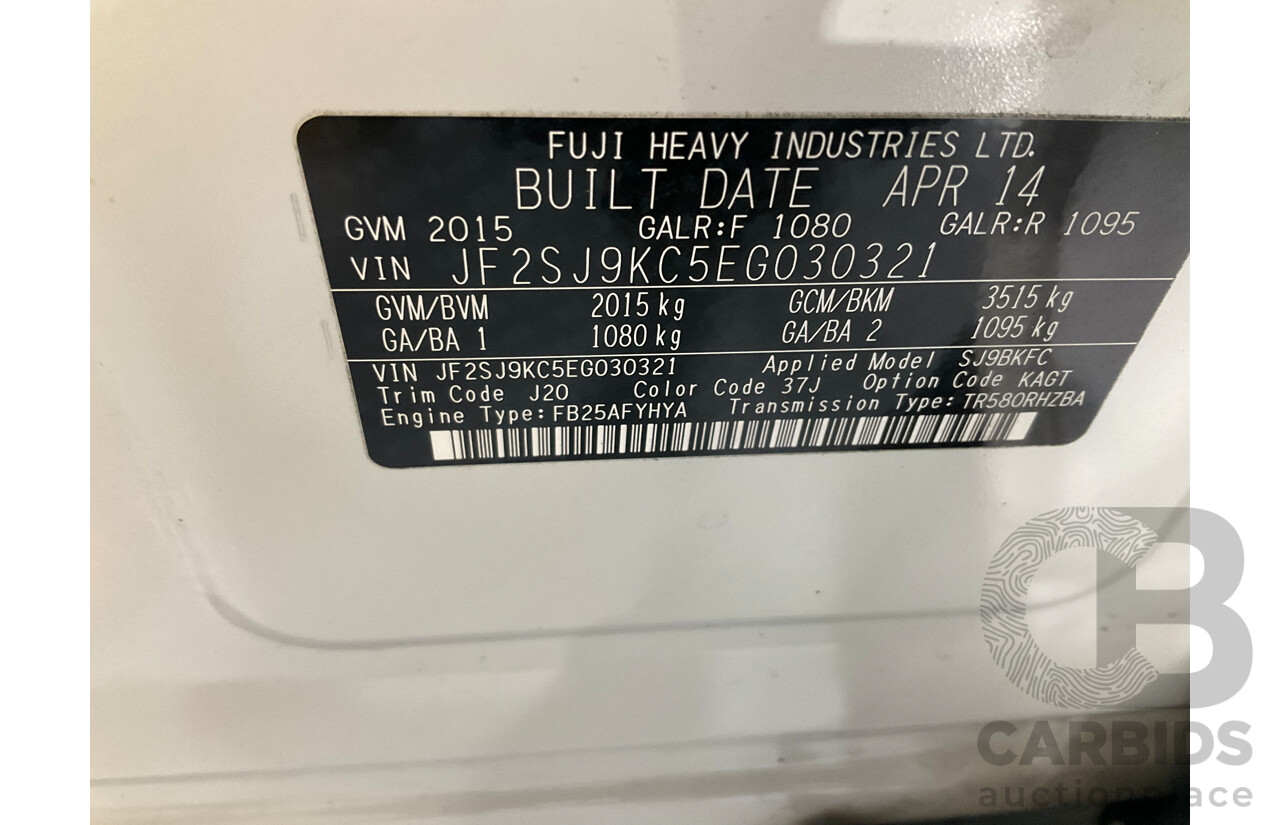 FUJI HEAVY INDUSTRIES LTD.
BUILT DATE APR 14
GVM 2015 GALR:F 1080 GALR:R 1095
VIN JF2SJ9KC5EG030321
GVM/BVM 2015 kg GCM/BKM 3515 kg
GA/BA 1 1080 kg GA/BA 2 1095 kg
VIN JF2SJ9KC5EG030321 Applied Model SJ9BKFC
Trim Code J20 Color Code 37J Option Code KAGT
Engine Type: FB25AFYHYA Transmission Type: TR580RHZBA
CB
CARBIDS
auctionplace